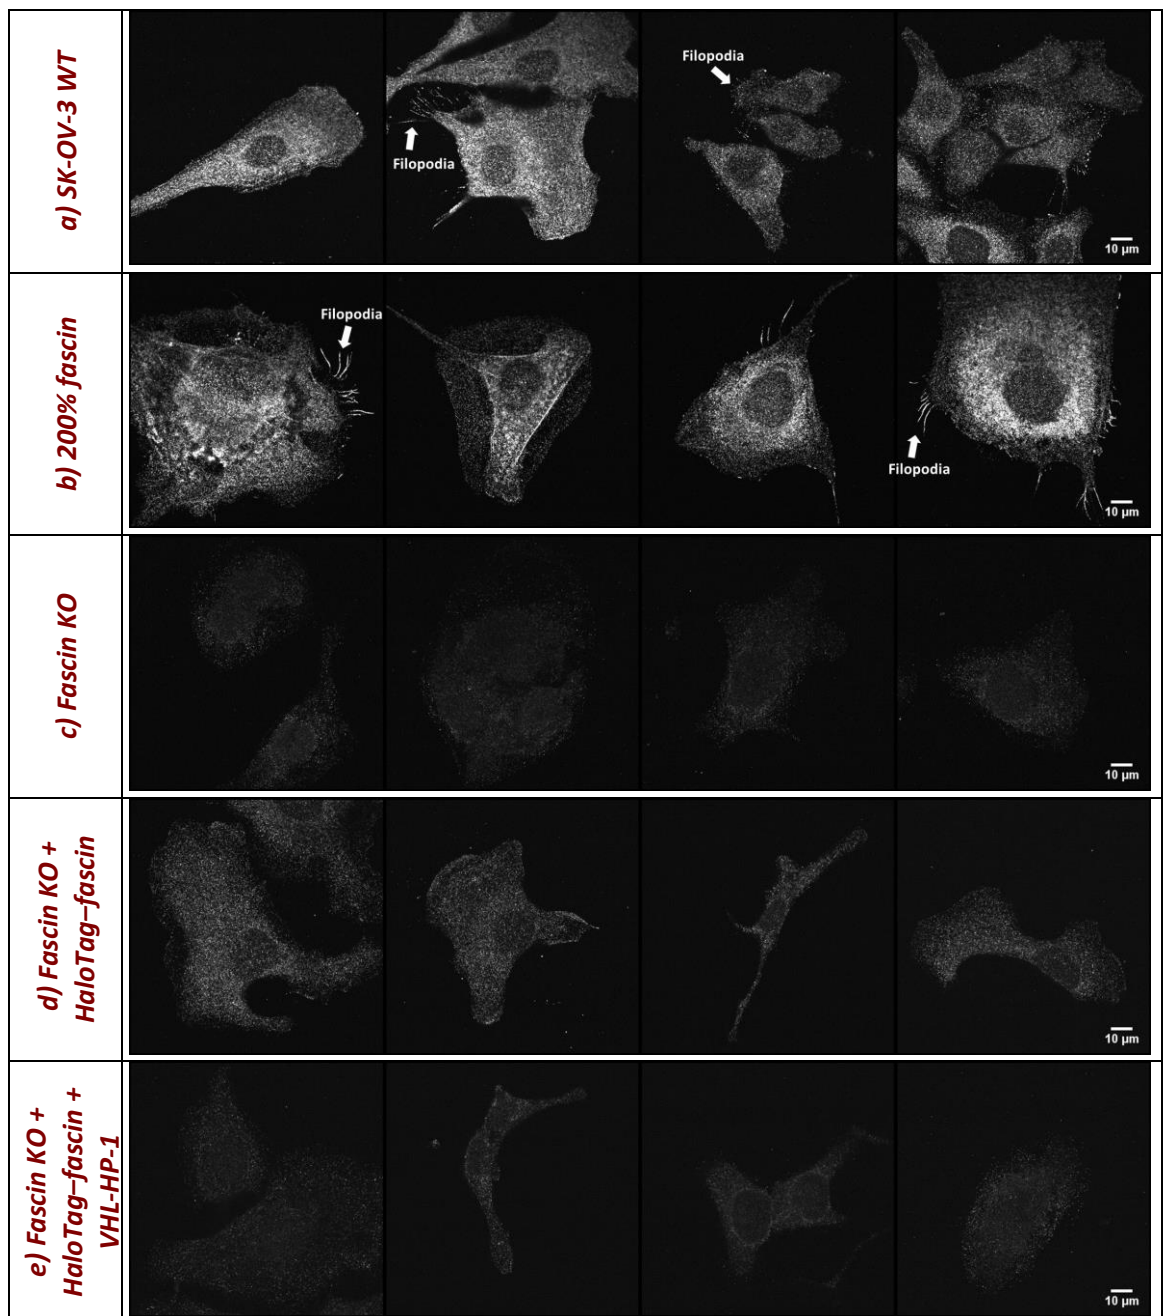 a) SK-OV-3 WT
Filopodia
Filopodia
10 µm
b) 200% fascin
Filopodia
Filopodia
10 µm
c) Fascin KO
10 µm
d) Fascin KO +
HaloTag–fascin
10 µm
e) Fascin KO +
HaloTag–fascin +
VHL-HP-1
10 µm